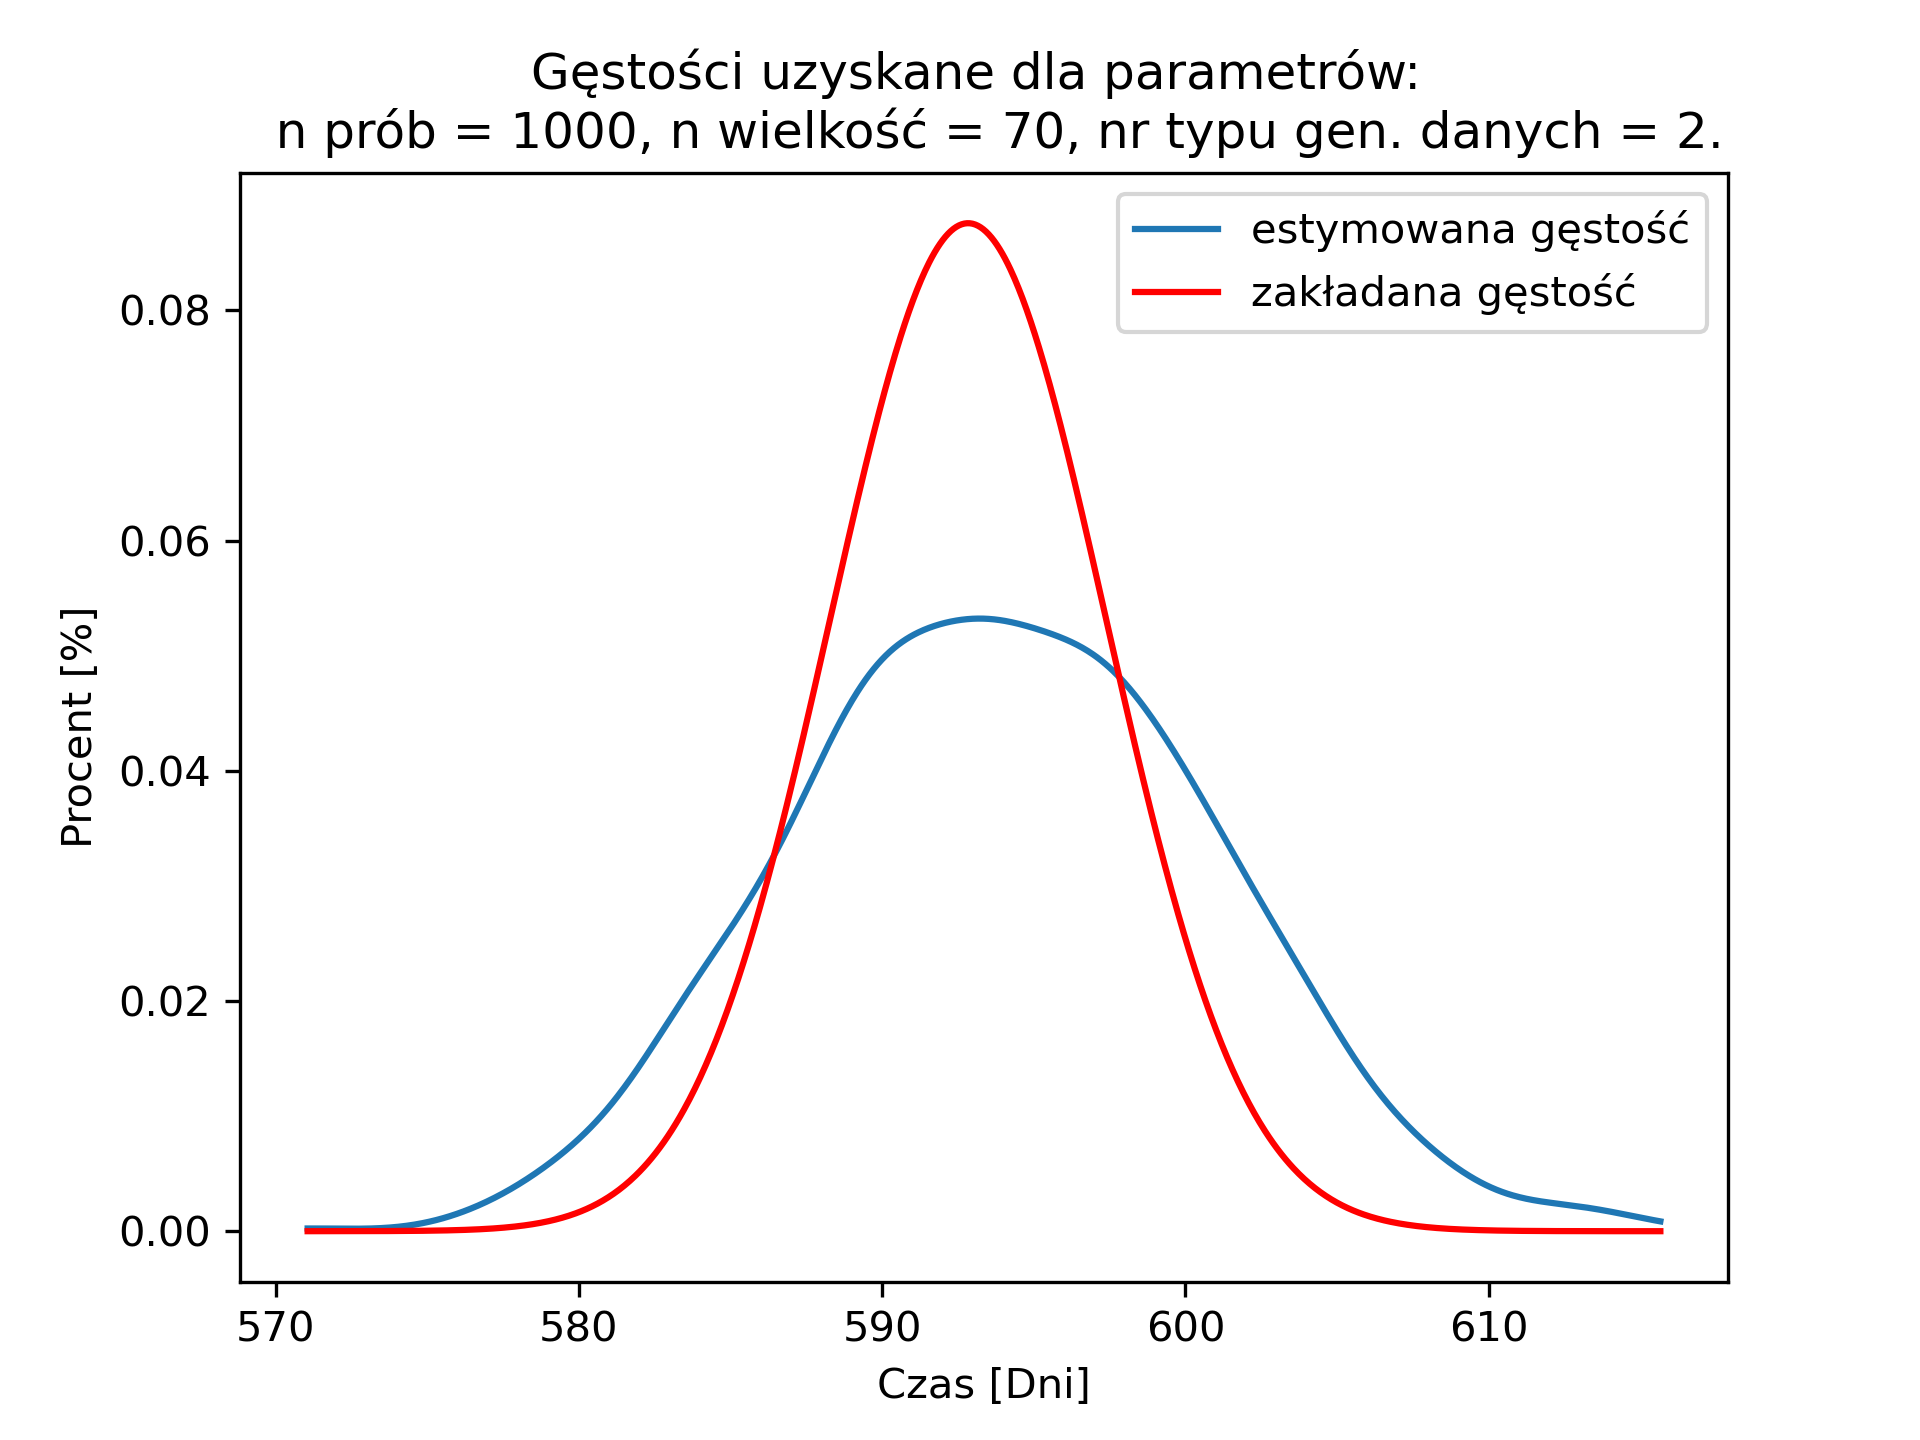 Gęstości uzyskane dla parametrów:
n prób = 1000, n wielkość = 70, nr typu gen. danych = 2.
estymowana gęstość
zakładana gęstość
0.08
0.06
0.04
0.02
0.00
Procent [%]
570 580 590 600 610
Czas [Dni]